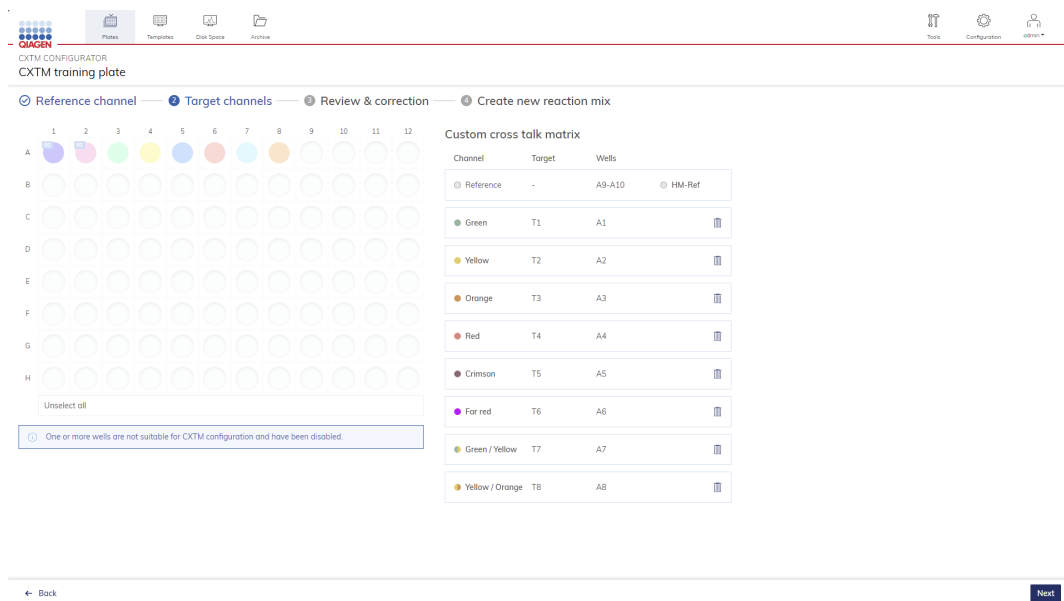 Plates Templates Disk Space Archive Tools Configuration admin
QIAGEN
CXTM CONFIGURATOR
CXTM training plate
Reference channel 2 Target channels 3 Review & correction 4 Create new reaction mix
1 2 3 4 5 6 7 8 9 10 11 12
A
B
C
D
E
F
G
H
Unselect all
One or more wells are not suitable for CXTM configuration and have been disabled.
Custom cross talk matrix
Channel Target Wells
Reference - A9-A10 HM-Ref
Green T1 A1
Yellow T2 A2
Orange T3 A3
Red T4 A4
Crimson T5 A5
Far red T6 A6
Green / Yellow T7 A7
Yellow / Orange T8 A8
← Back Next